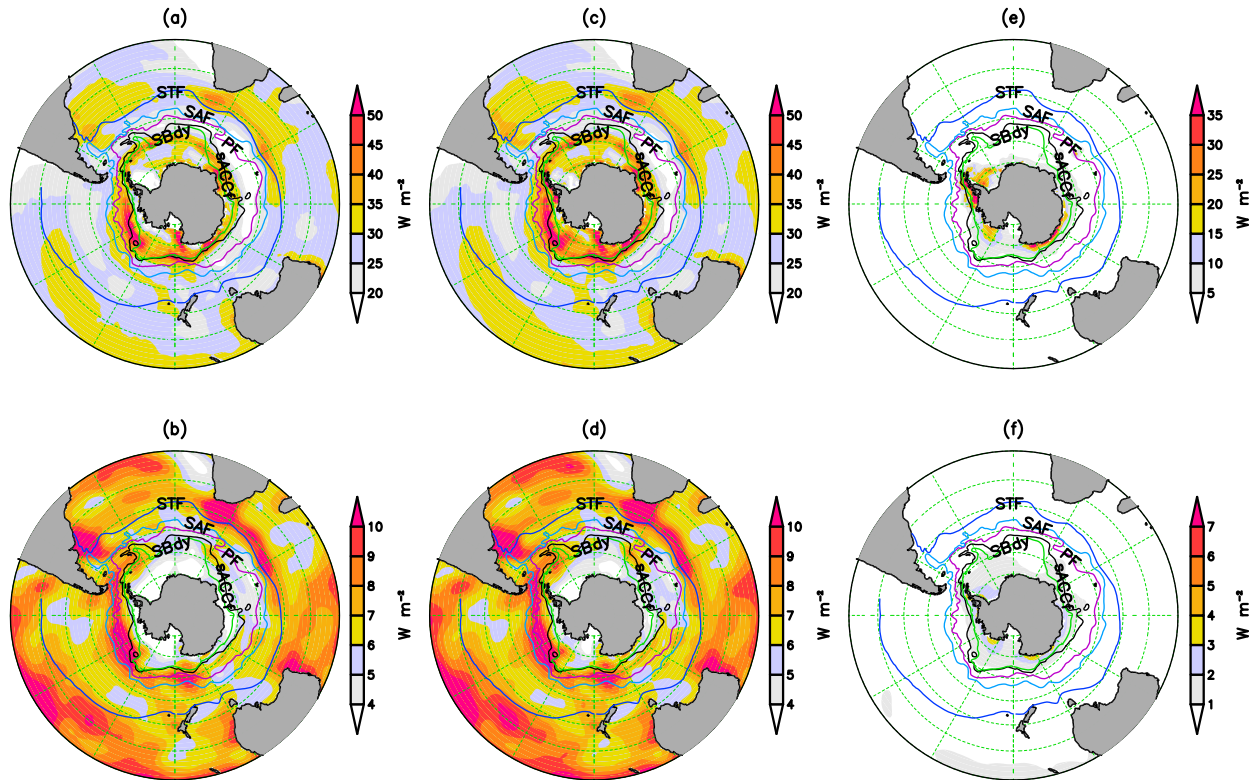 (a)
STF
SAF
SBdy
PF
sACCf
50
45
40
35
30
25
20
W m⁻²
(c)
STF
SAF
SBdy
PF
sACCf
50
45
40
35
30
25
20
W m⁻²
(e)
STF
SAF
SBdy
PF
sACCf
35
30
25
20
15
10
5
W m⁻²
(b)
STF
SAF
SBdy
PF
sACCf
10
9
8
7
6
5
4
W m⁻²
(d)
STF
SAF
SBdy
PF
sACCf
10
9
8
7
6
5
4
W m⁻²
(f)
STF
SAF
SBdy
PF
sACCf
7
6
5
4
3
2
1
W m⁻²